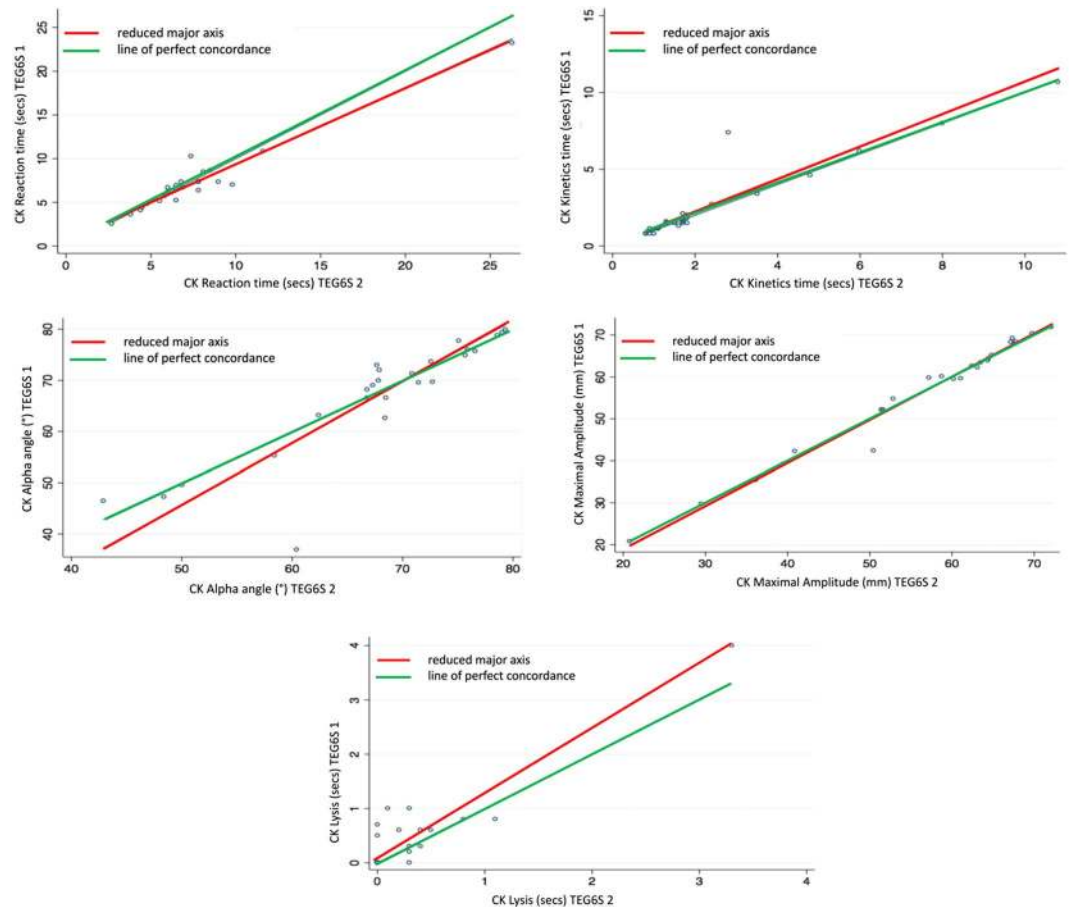 reduced major axis
line of perfect concordance
CK Reaction time (secs) TEG6S 1
0 5 10 15 20 25
0 5 10 15 20 25
CK Reaction time (secs) TEG6S 2
reduced major axis
line of perfect concordance
CK Kinetics time (secs) TEG6S 1
0 5 10 15
0 2 4 6 8 10
CK Kinetics time (secs) TEG6S 2
reduced major axis
line of perfect concordance
CK Alpha angle (°) TEG6S 1
40 50 60 70 80
40 50 60 70 80
CK Alpha angle (°) TEG6S 2
reduced major axis
line of perfect concordance
CK Maximal Amplitude (mm) TEG6S 1
20 30 40 50 60 70
20 30 40 50 60 70
CK Maximal Amplitude (mm) TEG6S 2
reduced major axis
line of perfect concordance
CK Lysis (secs) TEG6S 1
0 1 2 3 4
0 1 2 3 4
CK Lysis (secs) TEG6S 2